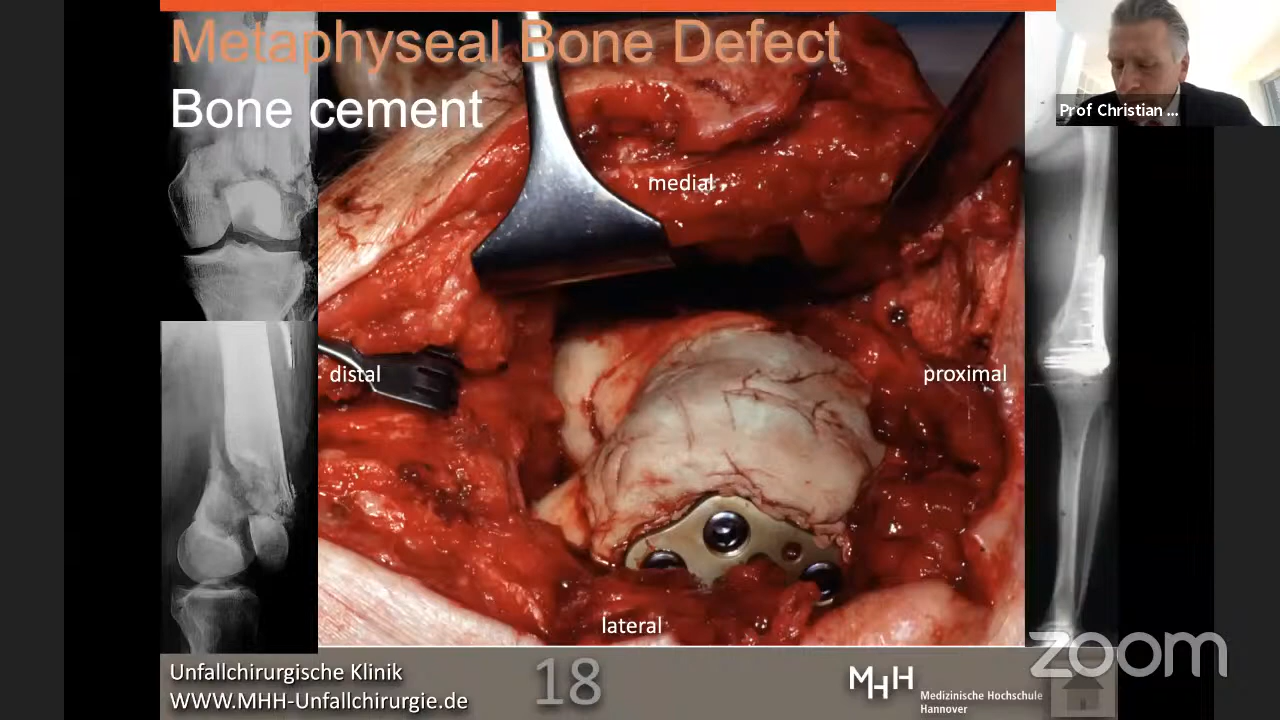 Metaphyseal Bone Defect
Bone cement
Prof Christian ...
medial
distal
proximal
lateral
Unfallchirurgische Klinik
WWW.MHH-Unfallchirurgie.de
18
MHH
Medizinische Hochschule
Hannover
zoom